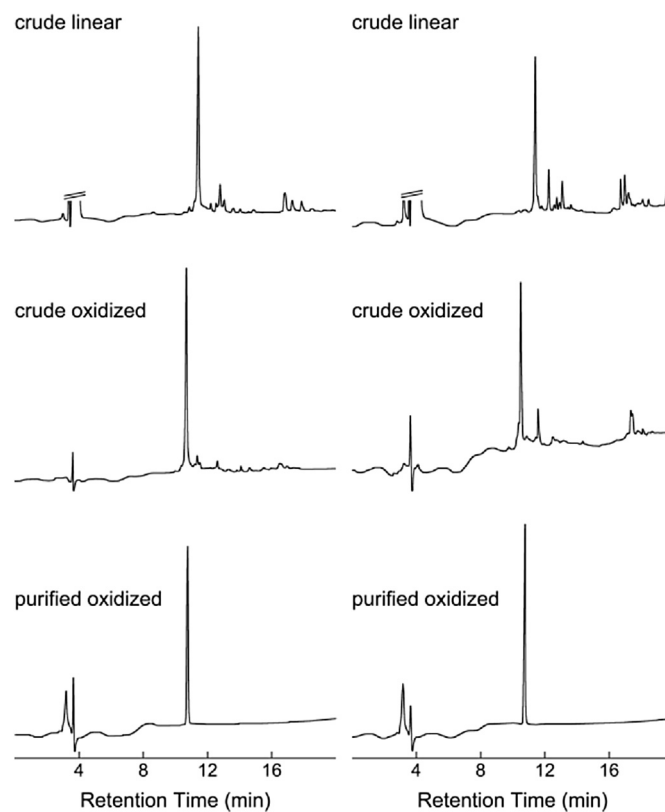 crude linear
crude linear
crude oxidized
crude oxidized
purified oxidized
purified oxidized
4 8 12 16 4 8 12 16
Retention Time (min) Retention Time (min)